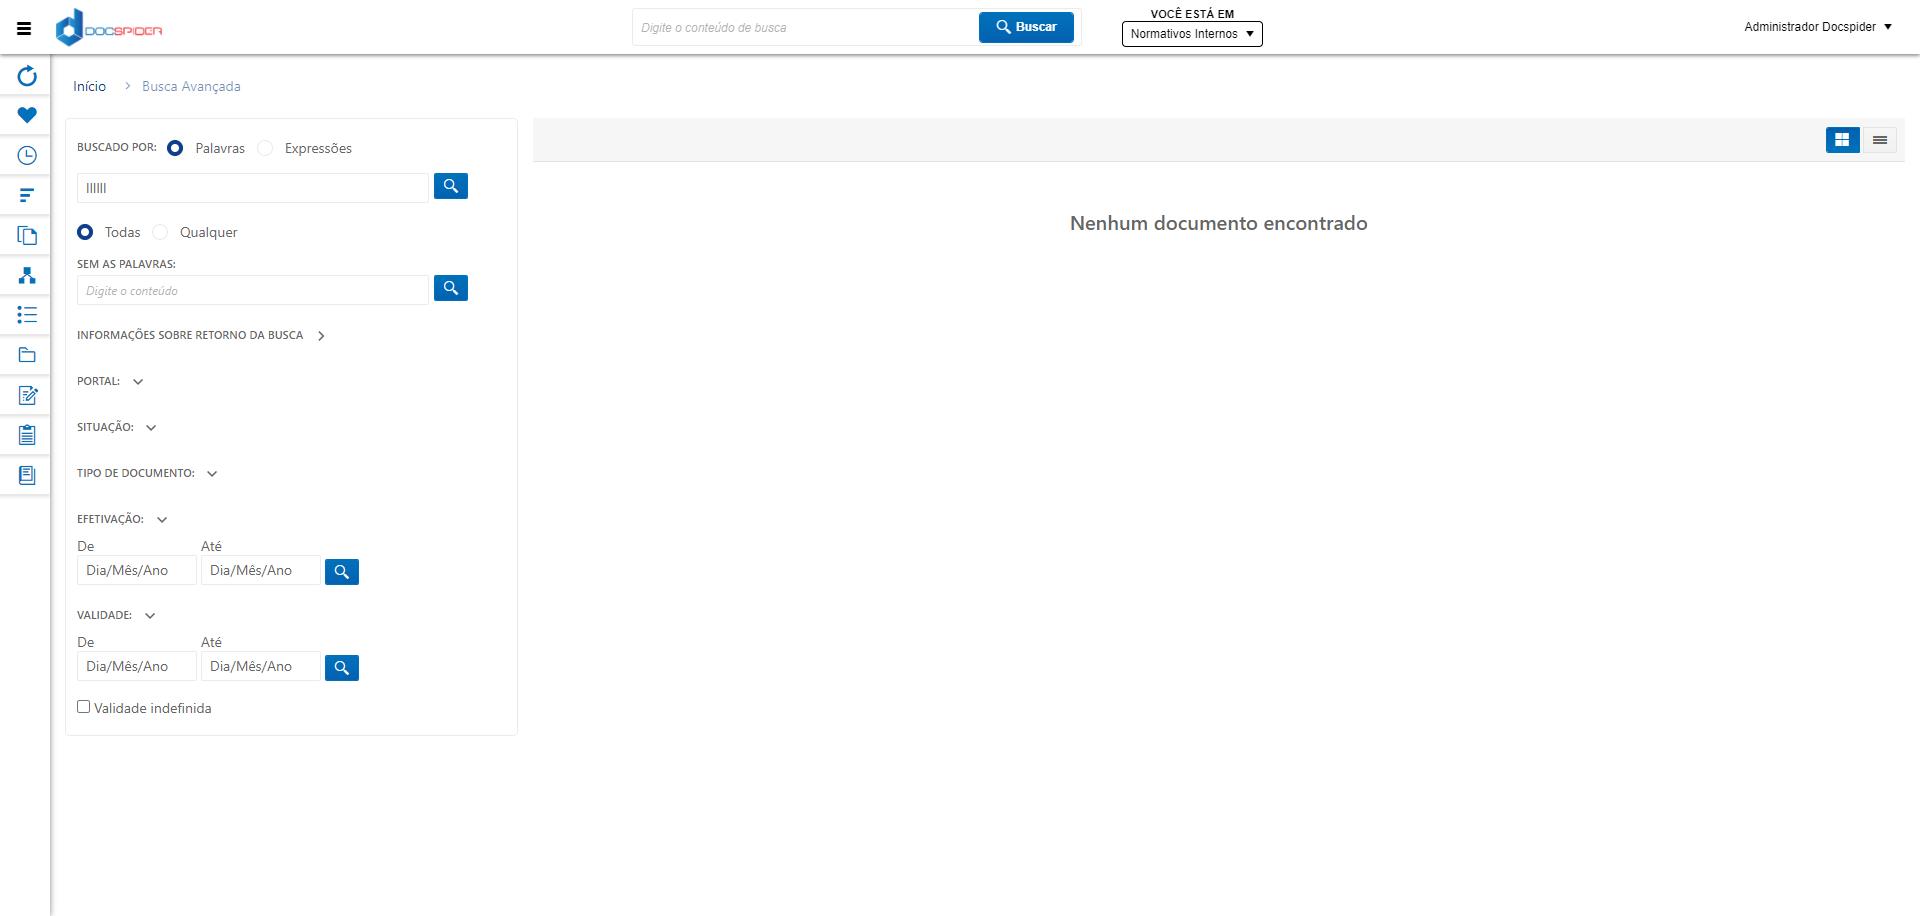 DOCSPIDER
Digite o conteúdo de busca
Buscar
VOCÊ ESTÁ EM
Normativos Internos
Administrador Docspider
Início
Busca Avançada
BUSCADO POR:
Palavras
Expressões
Todas
Qualquer
SEM AS PALAVRAS:
Digite o conteúdo
INFORMAÇÕES SOBRE RETORNO DA BUSCA
PORTAL:
SITUAÇÃO:
TIPO DE DOCUMENTO:
EFETIVAÇÃO:
De
Até
Dia/Mês/Ano
Dia/Mês/Ano
VALIDADE:
De
Até
Dia/Mês/Ano
Dia/Mês/Ano
Validade indefinida
Nenhum documento encontrado